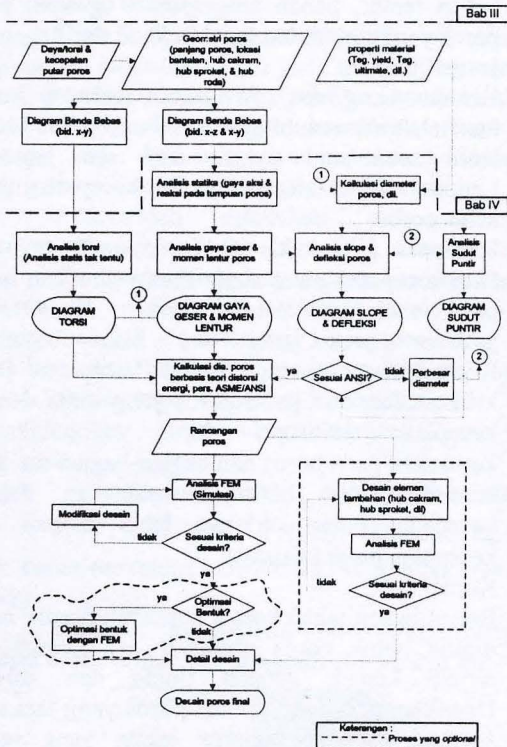 Bab III
Daya/torsi &
kecepatan
putar poros
Geometri poros
(panjang poros, lokasi
bantalan, hub cakram,
hub sproket, & hub
roda)
properti material
(Teg. yield, Teg.
ultimate, dll.)
Diagram Benda Bebas
(bid. x-y)
Diagram Benda Bebas
(bid. x-z & x-y)
Analisis statika (gaya aksi &
reaksi pada tumpuan poros)
1
Kalkulasi diameter
poros, dll.
Bab IV
Analisis torsi
(Analisis statis tak tentu)
Analisis gaya geser &
momen lentur poros
Analisis slope &
defleksi poros
2
Analisis
Sudut
Puntir
DIAGRAM
TORSI
1
DIAGRAM GAYA
GESER & MOMEN
LENTUR
DIAGRAM SLOPE
& DEFLEKSI
DIAGRAM
SUDUT
PUNTIR
Kalkulasi dia. poros
berbasis teori distorsi
energi, pers. ASME/ANSI
ya
Sesuai ANSI?
tidak
Perbesar
diameter
2
Rancangan
poros
Analisis FEM
(Simulasi)
Modifikasi desain
tidak
Sesuai kriteria
desain?
ya
Desain elemen
tambahan (hub cakram,
hub sproket, dll)
Analisis FEM
tidak
Sesuai kriteria
desain?
ya
ya
Optimasi
Bentuk?
tidak
Optimasi bentuk
dengan FEM
Detail desain
Desain poros final
Keterangan :
Proses yang optional